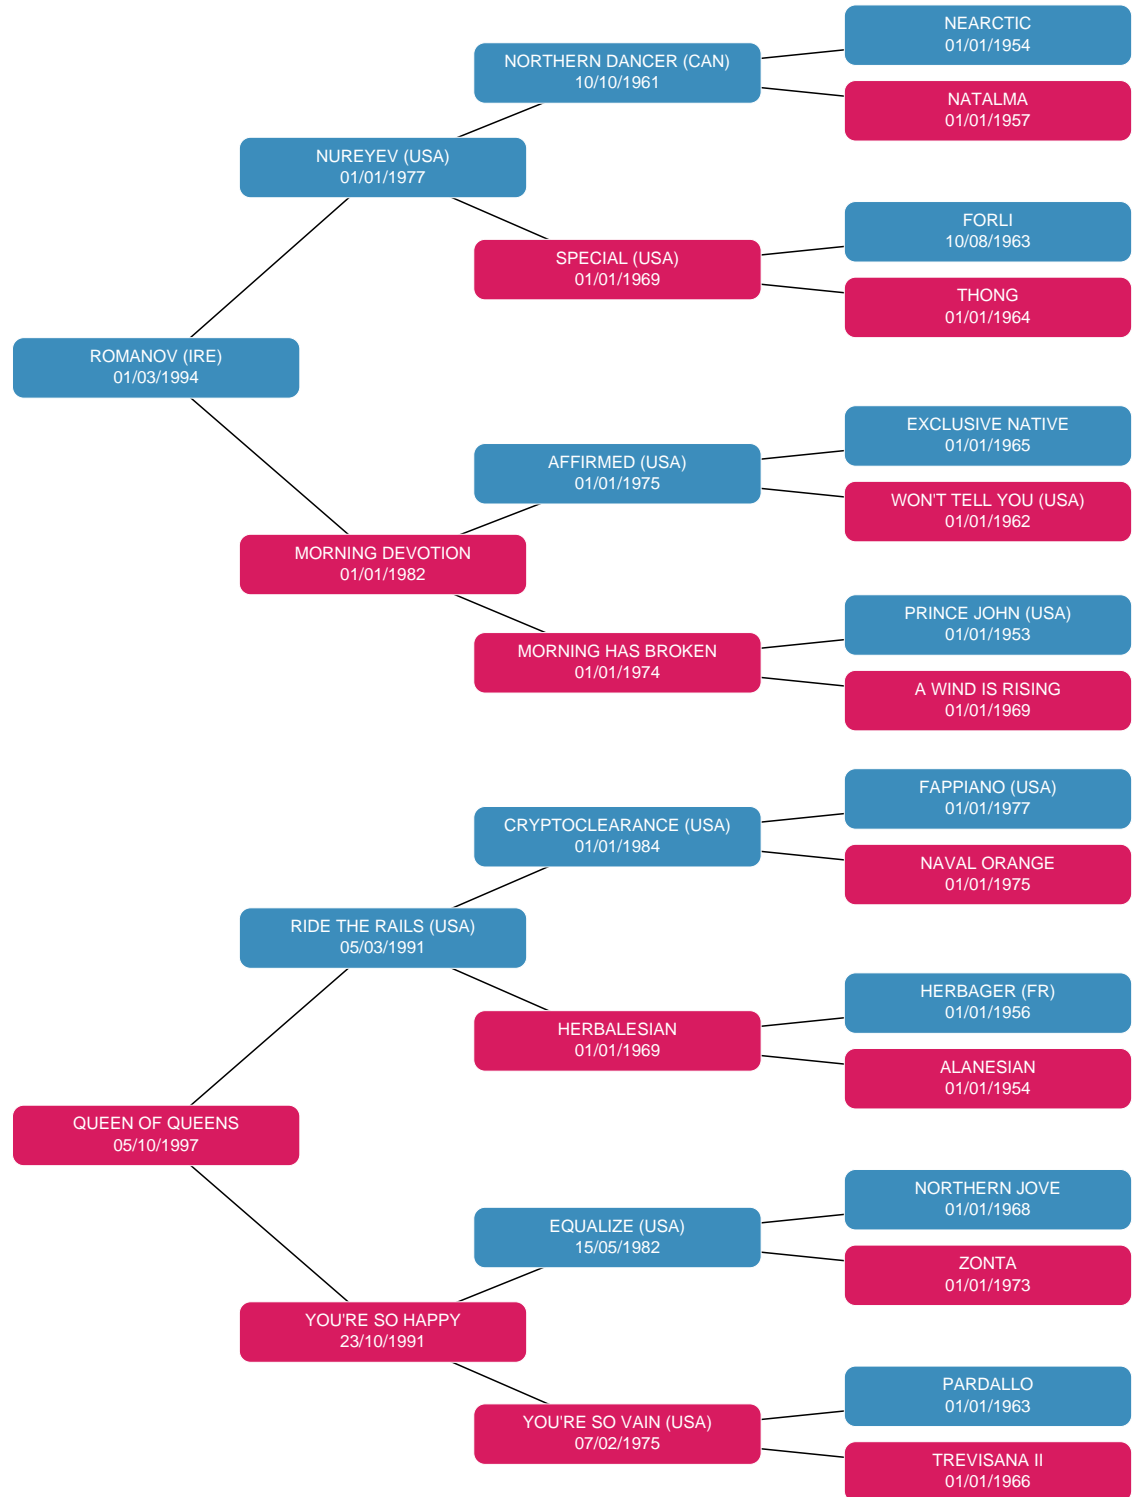 NEARCTIC
01/01/1954
NORTHERN DANCER (CAN)
10/10/1961
NATALMA
01/01/1957
NUREYEV (USA)
01/01/1977
FORLI
10/08/1963
SPECIAL (USA)
01/01/1969
THONG
01/01/1964
ROMANOV (IRE)
01/03/1994
EXCLUSIVE NATIVE
01/01/1965
AFFIRMED (USA)
01/01/1975
WON'T TELL YOU (USA)
01/01/1962
MORNING DEVOTION
01/01/1982
PRINCE JOHN (USA)
01/01/1953
MORNING HAS BROKEN
01/01/1974
A WIND IS RISING
01/01/1969
FAPPIANO (USA)
01/01/1977
CRYPTOCLEARANCE (USA)
01/01/1984
NAVAL ORANGE
01/01/1975
RIDE THE RAILS (USA)
05/03/1991
HERBAGER (FR)
01/01/1956
HERBALESIAN
01/01/1969
ALANESIAN
01/01/1954
QUEEN OF QUEENS
05/10/1997
NORTHERN JOVE
01/01/1968
EQUALIZE (USA)
15/05/1982
ZONTA
01/01/1973
YOU'RE SO HAPPY
23/10/1991
PARDALLO
01/01/1963
YOU'RE SO VAIN (USA)
07/02/1975
TREVISANA II
01/01/1966